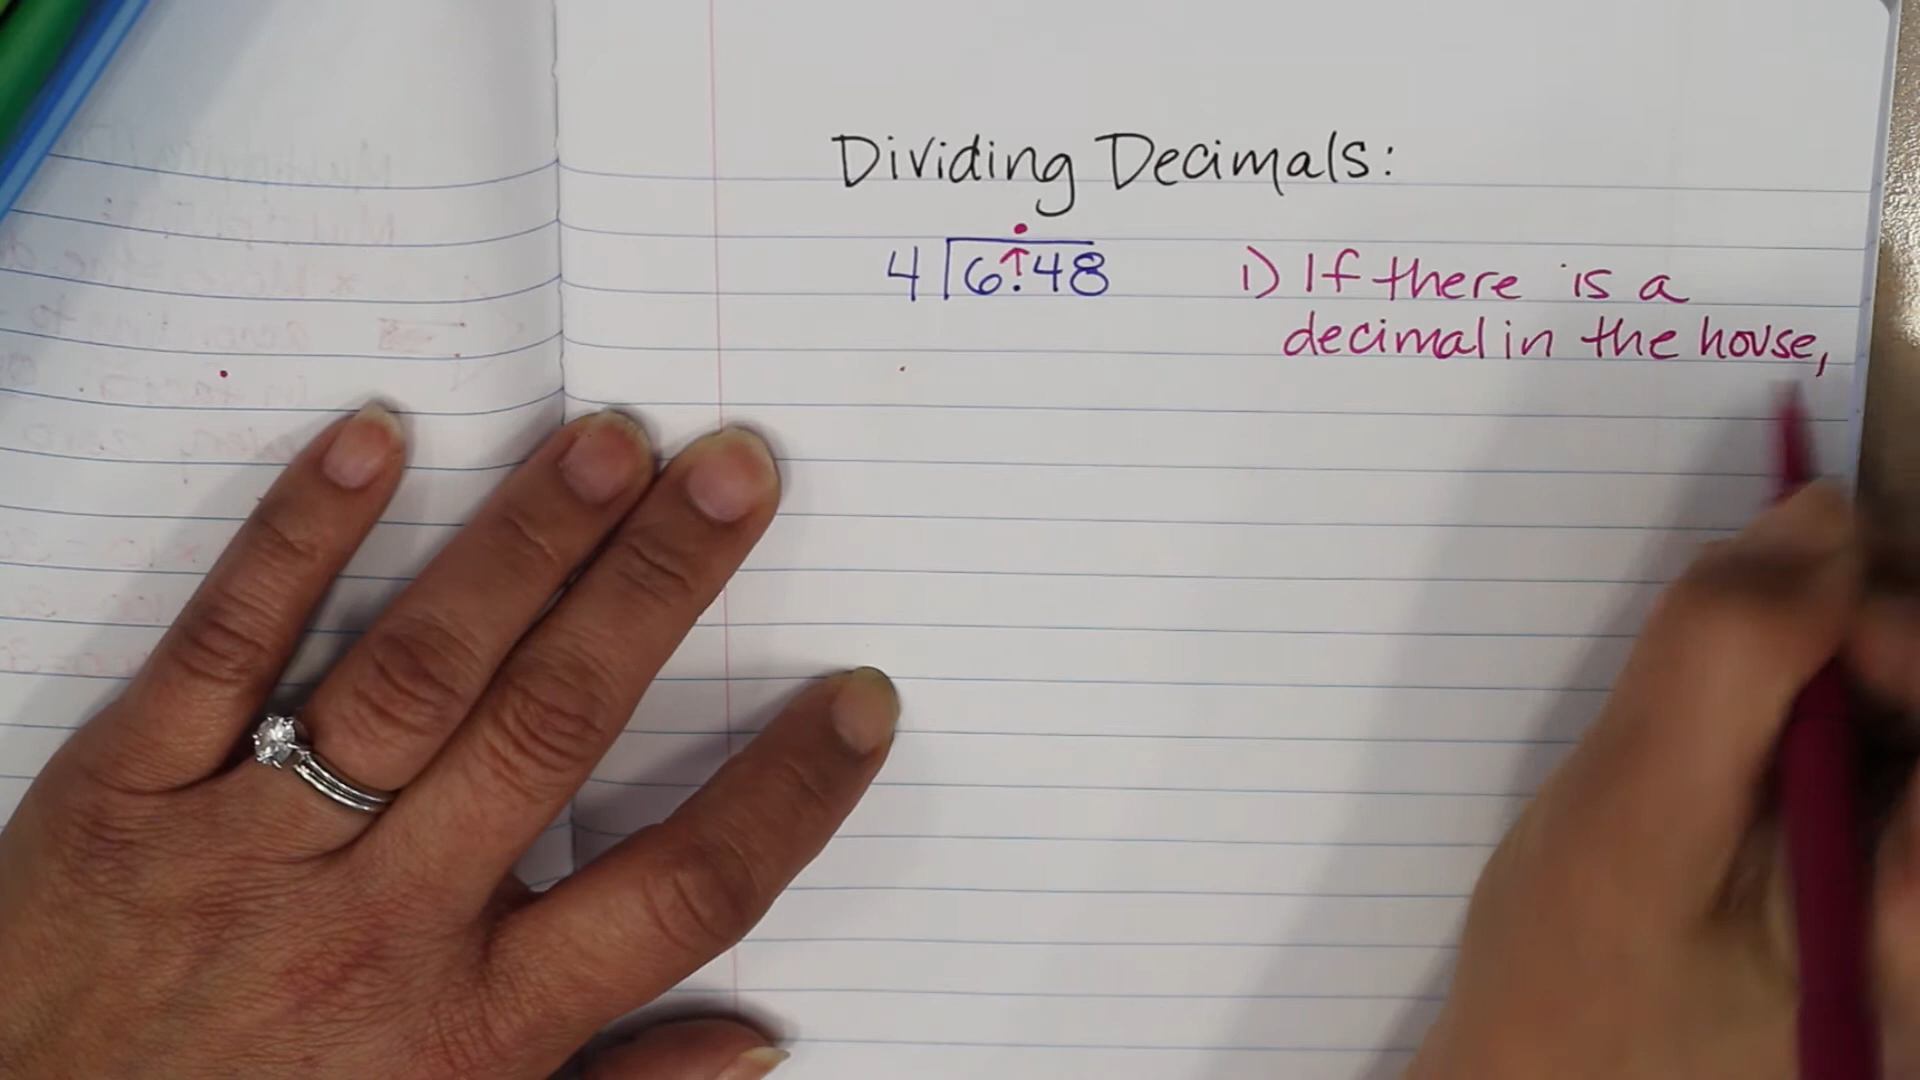 Dividing Decimals:
4 6.48
1) If there is a
decimal in the house,